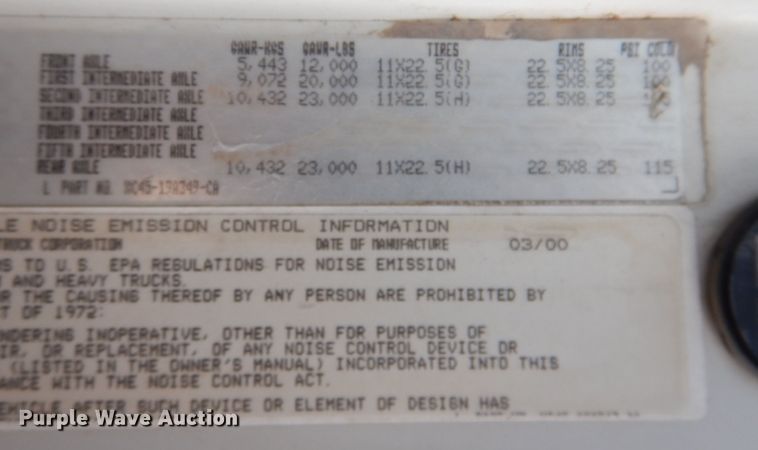 GAWR-KGS GAWR-LBS TIRES RIMS PSI COLD
FRONT AXLE 5,443 12,000 11X22.5(G) 22.5X8.25 100
FIRST INTERMEDIATE AXLE 9,072 20,000 11X22.5(G) 22.5X8.25
SECOND INTERMEDIATE AXLE 10,432 23,000 11X22.5(H) 22.5X8.25
THIRD INTERMEDIATE AXLE
FOURTH INTERMEDIATE AXLE
FIFTH INTERMEDIATE AXLE
REAR AXLE 10,432 23,000 11X22.5(H) 22.5X8.25 115
L PART NO.
LE NOISE EMISSION CONTROL INFORMATION
TRUCK CORPORATION DATE OF MANUFACTURE 03/00
S TO U.S. EPA REGULATIONS FOR NOISE EMISSION
AND HEAVY TRUCKS.
OR THE CAUSING THEREOF BY ANY PERSON ARE PROHIBITED BY
T OF 1972:
NDERING INOPERATIVE, OTHER THAN FOR PURPOSES OF
IR, OR REPLACEMENT, OF ANY NOISE CONTROL DEVICE OR
(LISTED IN THE OWNER'S MANUAL) INCORPORATED INTO THIS
ANCE WITH THE NOISE CONTROL ACT.
EHICLE AFTER SUCH DEVICE OR ELEMENT OF DESIGN HAS
Purple Wave Auction